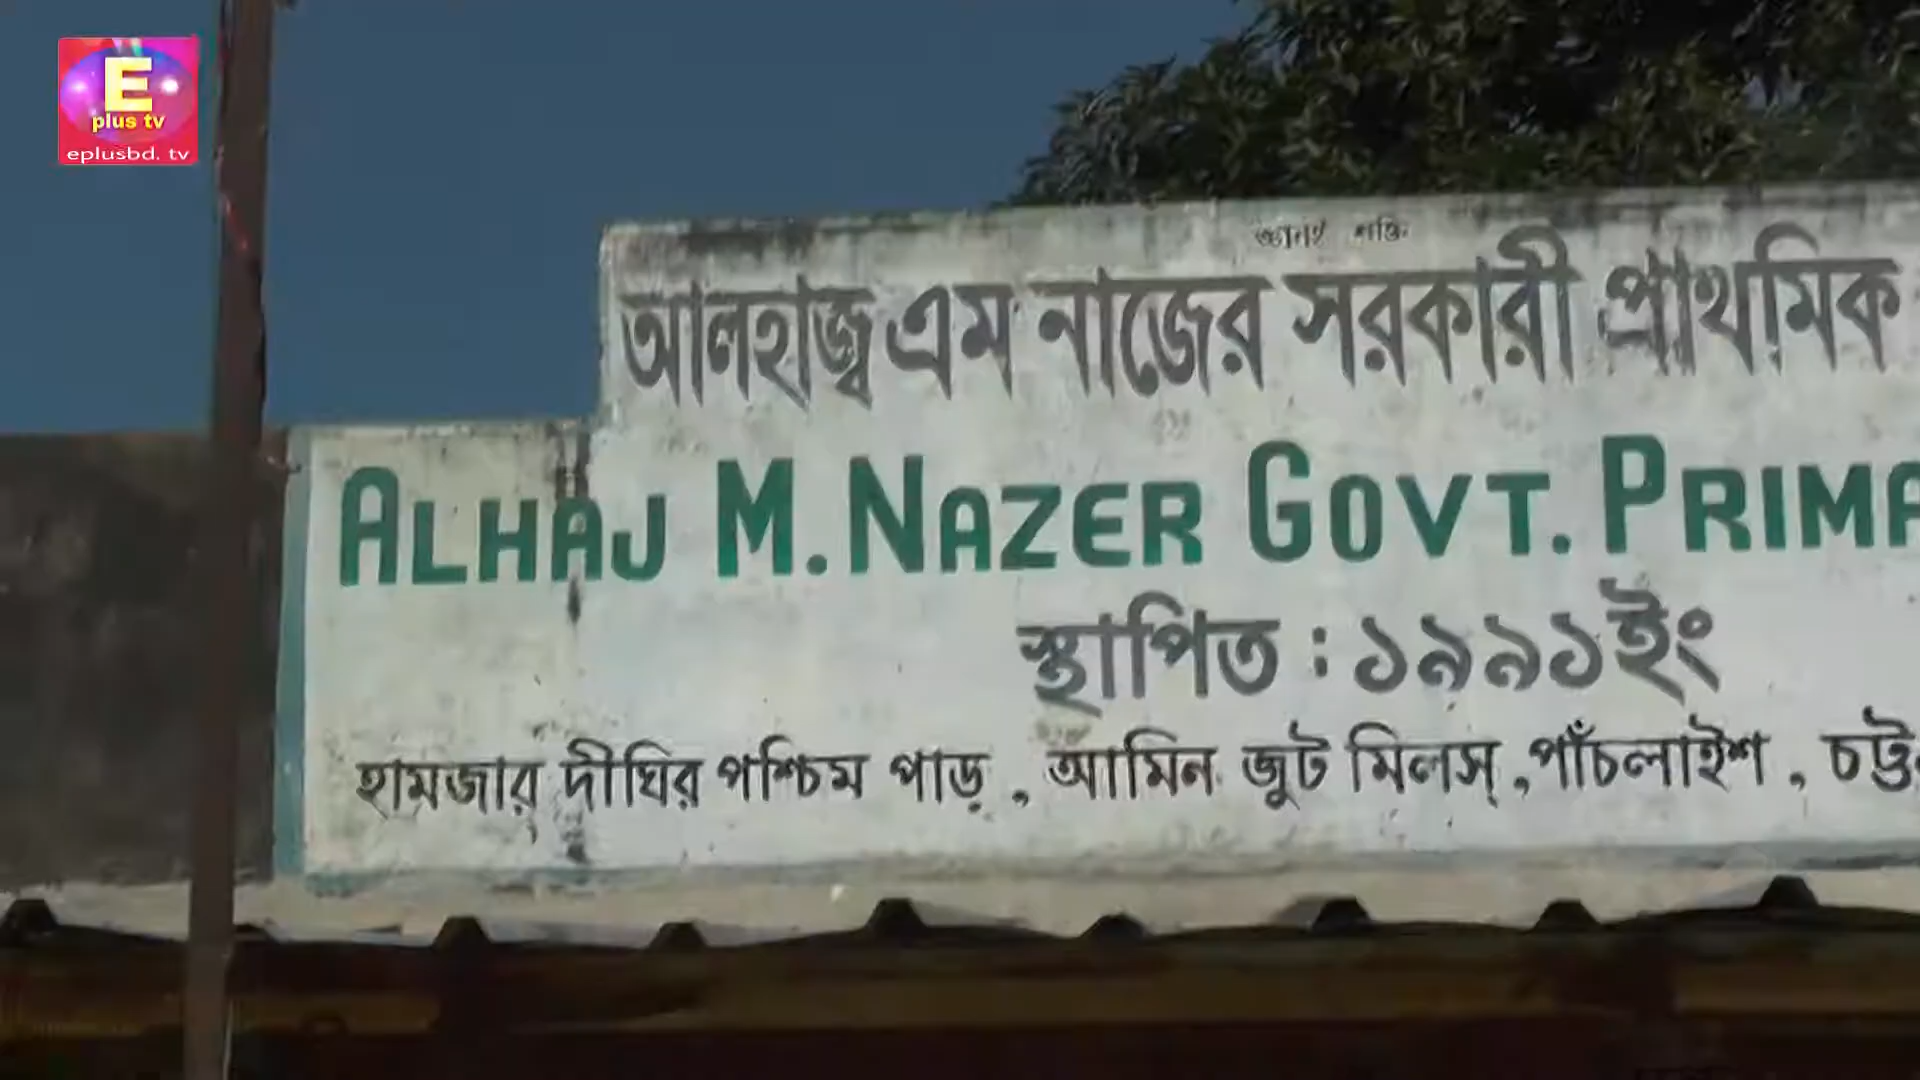 E
plus tv
eplusbd. tv
জ্ঞানই শক্তি
আলহাজ্ব এম নাজের সরকারী প্রাথমিক
ALHAJ M. NAZER GOVT. PRIMA
স্থাপিত : ১৯৯১ইং
হামজার দীঘির পশ্চিম পাড় , আমিন জুট মিলস্ , পাঁচলাইশ , চট্ট